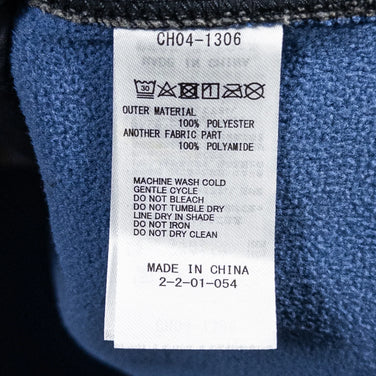 CH04-1306
30
OUTER MATERIAL
100% POLYESTER
ANOTHER FABRIC PART
100% POLYAMIDE
MACHINE WASH COLD
GENTLE CYCLE
DO NOT BLEACH
DO NOT TUMBLE DRY
LINE DRY IN SHADE
DO NOT IRON
DO NOT DRY CLEAN
MADE IN CHINA
2-2-01-054